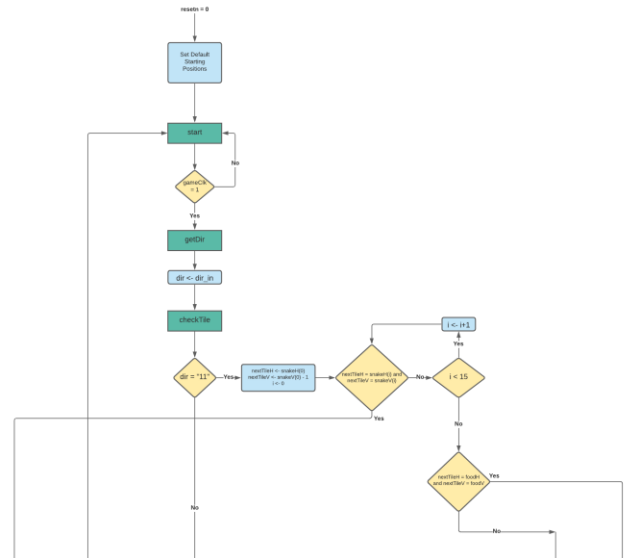 resetn = 0
Set Default
Starting
Positions
start
No
gameClk
= 1
Yes
getDir
dir <- dir_in
checkTile
i <- i+1
Yes
dir = "11"
Yes
nextTileH <- snakeH(0)
nextTileV <- snakeV(0) - 1
i <- 0
nextTileH = snakeH(i) and
nextTileV = snakeV(i)
No
i < 15
Yes
No
nextTileH = foodH
and nextTileV = foodV
Yes
No
No